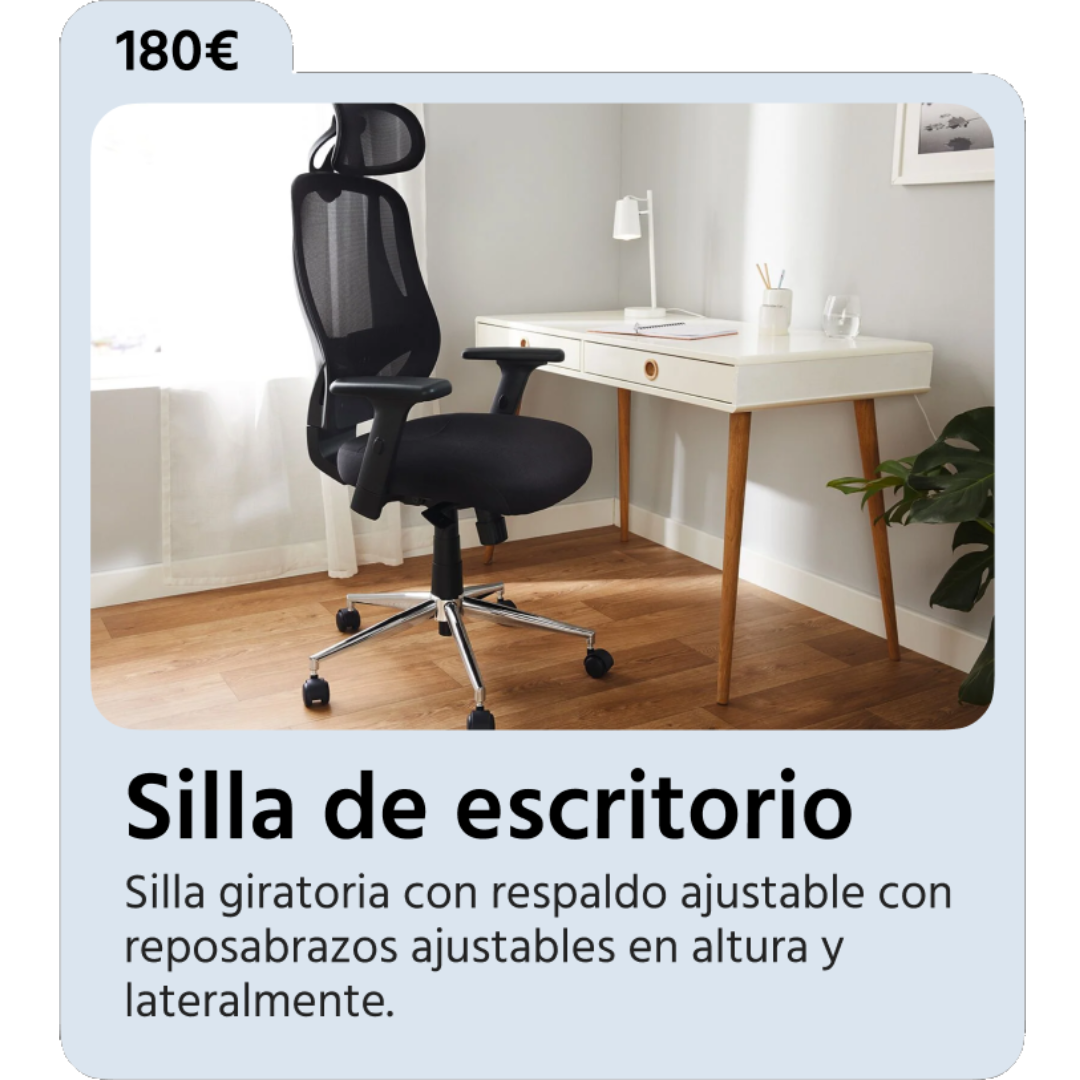 180€
Silla de escritorio
Silla giratoria con respaldo ajustable con
reposabrazos ajustables en altura y
lateralmente.